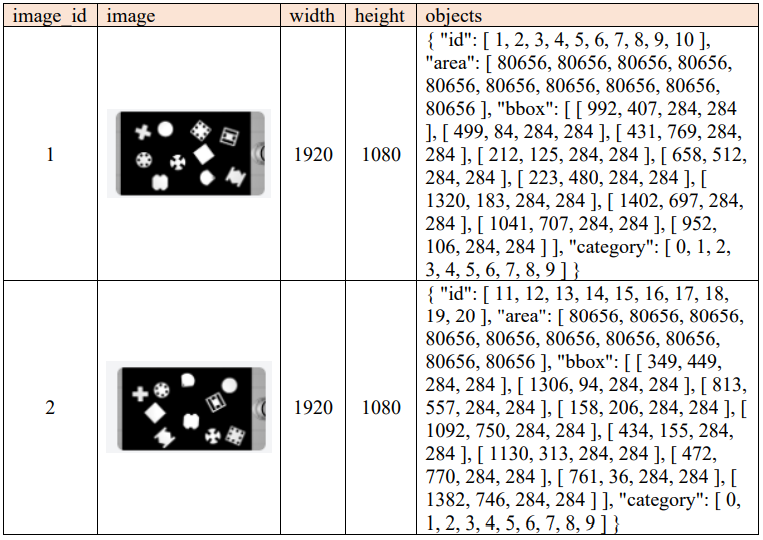 image_id image width height objects
{ "id": [ 1, 2, 3, 4, 5, 6, 7, 8, 9, 10 ],
"area": [ 80656, 80656, 80656, 80656,
80656, 80656, 80656, 80656, 80656,
80656 ], "bbox": [ [ 992, 407, 284, 284
], [ 499, 84, 284, 284 ], [ 431, 769, 284,
284 ], [ 212, 125, 284, 284 ], [ 658, 512,
1 1920 1080 284, 284 ], [ 223, 480, 284, 284 ], [
1320, 183, 284, 284 ], [ 1402, 697, 284,
284 ], [ 1041, 707, 284, 284 ], [ 952,
106, 284, 284 ] ], "category": [ 0, 1, 2,
3, 4, 5, 6, 7, 8, 9 ] }
{ "id": [ 11, 12, 13, 14, 15, 16, 17, 18,
19, 20 ], "area": [ 80656, 80656, 80656,
80656, 80656, 80656, 80656, 80656,
80656, 80656 ], "bbox": [ [ 349, 449,
284, 284 ], [ 1306, 94, 284, 284 ], [ 813,
557, 284, 284 ], [ 158, 206, 284, 284 ], [
2 1920 1080 1092, 750, 284, 284 ], [ 434, 155, 284,
284 ], [ 1130, 313, 284, 284 ], [ 472,
770, 284, 284 ], [ 761, 36, 284, 284 ], [
1382, 746, 284, 284 ] ], "category": [ 0,
1, 2, 3, 4, 5, 6, 7, 8, 9 ] }